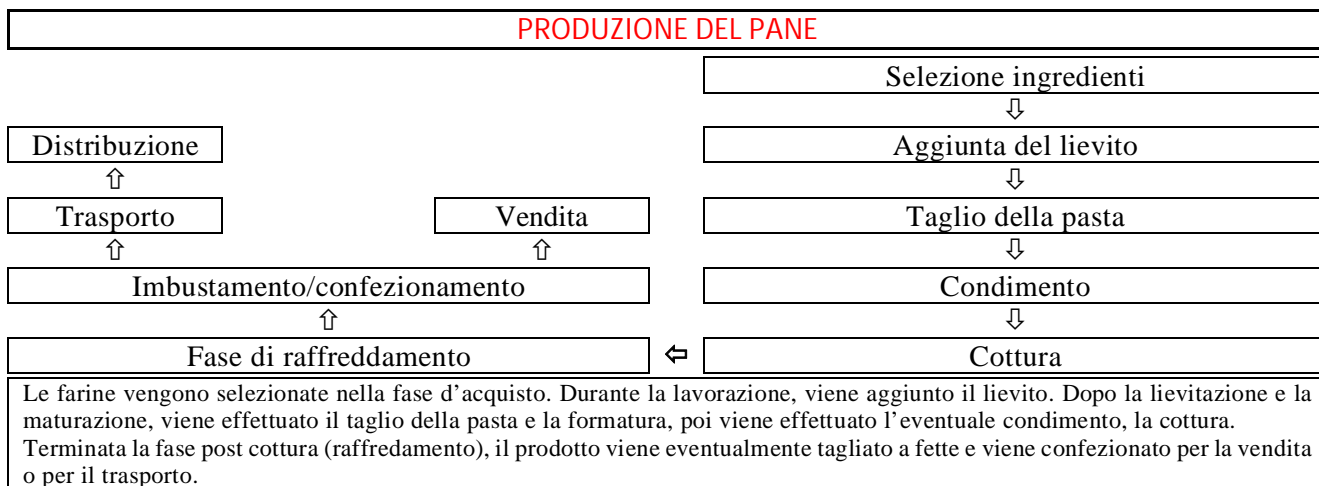 PRODUZIONE DEL PANE
Selezione ingredienti
⇩
Distribuzione
Aggiunta del lievito
⇧
⇩
Trasporto
Vendita
Taglio della pasta
⇧
⇧
⇩
Imbustamento/confezionamento
Condimento
⇧
⇩
Fase di raffreddamento
⇦
Cottura
Le farine vengono selezionate nella fase d’acquisto. Durante la lavorazione, viene aggiunto il lievito. Dopo la lievitazione e la
maturazione, viene effettuato il taglio della pasta e la formatura, poi viene effettuato l’eventuale condimento, la cottura.
Terminata la fase post cottura (raffredamento), il prodotto viene eventualmente tagliato a fette e viene confezionato per la vendita
o per il trasporto.